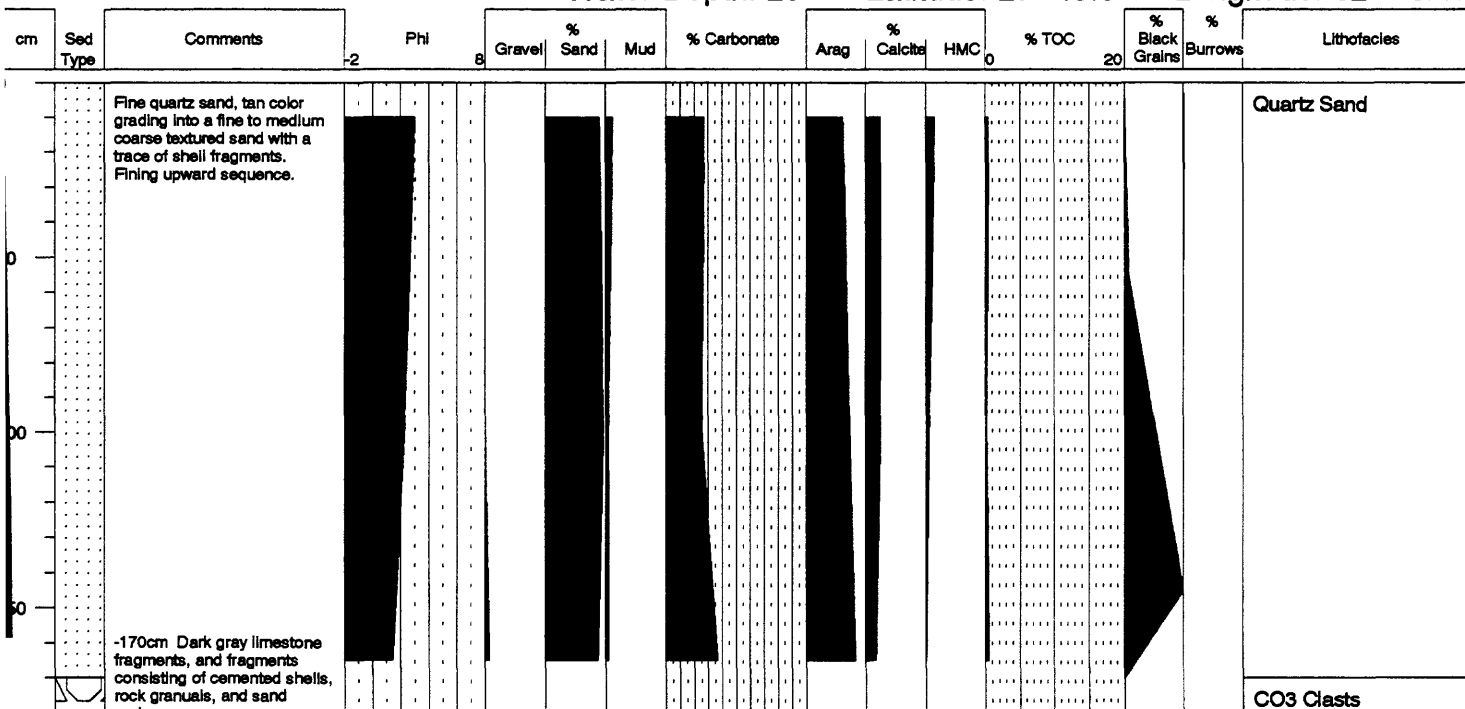 cm
Sed
Type
Comments
Phi
-2
8
%
Gravel Sand Mud
% Carbonate
%
Arag Calcite HMC
% TOC
0
20
%
Black
Grains
%
Burrows
Lithofacies
Fine quartz sand, tan color
grading into a fine to medium
coarse textured sand with a
trace of shell fragments.
Fining upward sequence.
Quartz Sand
0
00
50
-170cm Dark gray limestone
fragments, and fragments
consisting of cemented shells,
rock granuals, and sand
CO3 Clasts